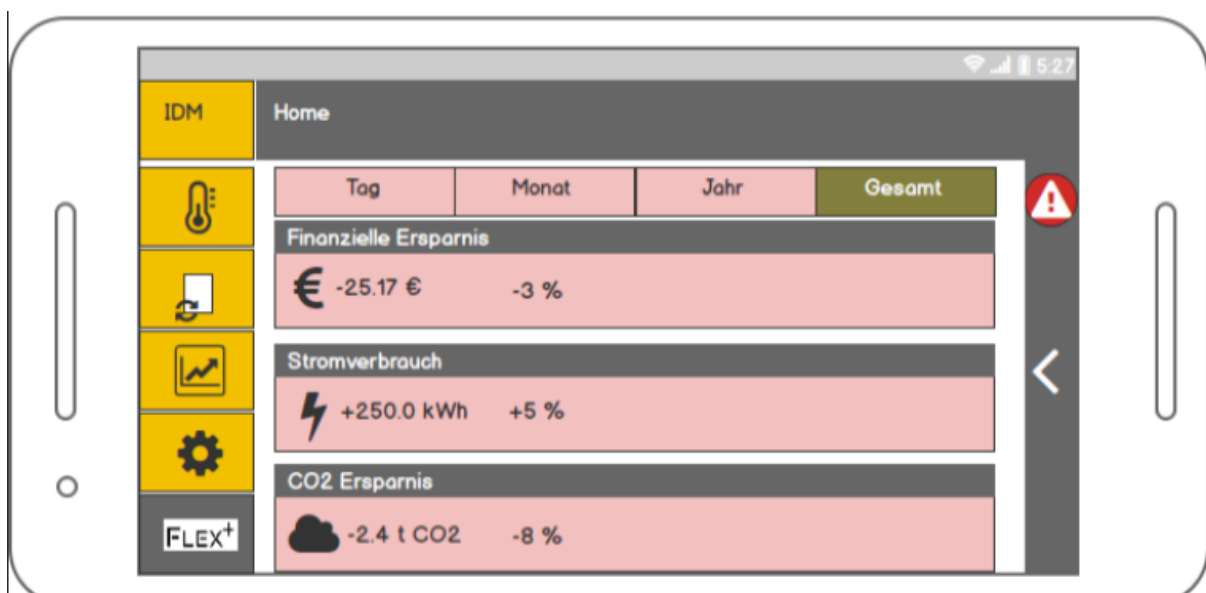 5:27
IDM
Home
Tag Monat Jahr Gesamt
Finanzielle Ersparnis
€ -25.17 € -3 %
Stromverbrauch
+250.0 kWh +5 %
CO2 Ersparnis
-2.4 t CO2 -8 %
FLEX+